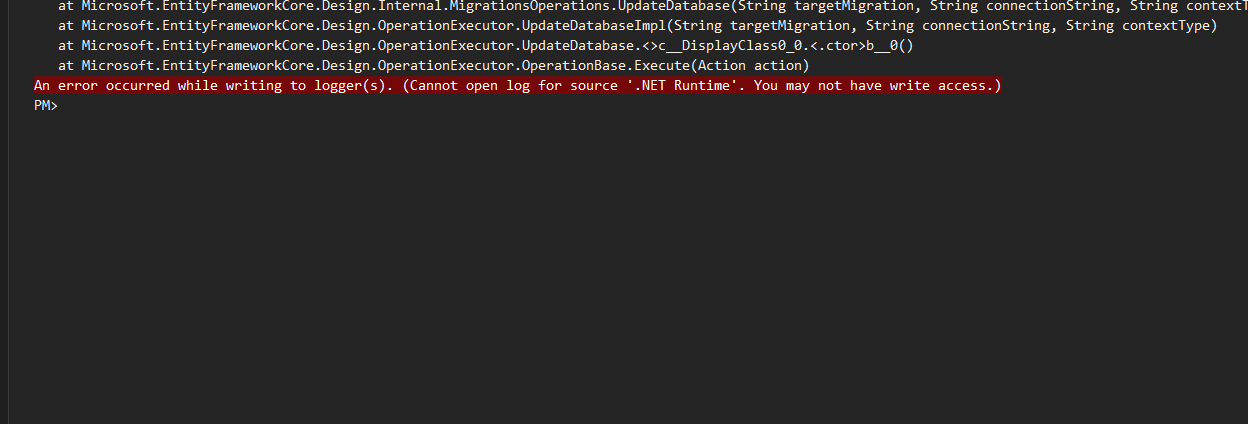 at Microsoft.EntityFrameworkCore.Design.Internal.MigrationsOperations.UpdateDatabase(String targetMigration, String connectionString, String contextT
at Microsoft.EntityFrameworkCore.Design.OperationExecutor.UpdateDatabaseImpl(String targetMigration, String connectionString, String contextType)
at Microsoft.EntityFrameworkCore.Design.OperationExecutor.UpdateDatabase.<>c__DisplayClass0_0.<.ctor>b__0()
at Microsoft.EntityFrameworkCore.Design.OperationExecutor.OperationBase.Execute(Action action)
An error occurred while writing to logger(s). (Cannot open log for source '.NET Runtime'. You may not have write access.)
PM>